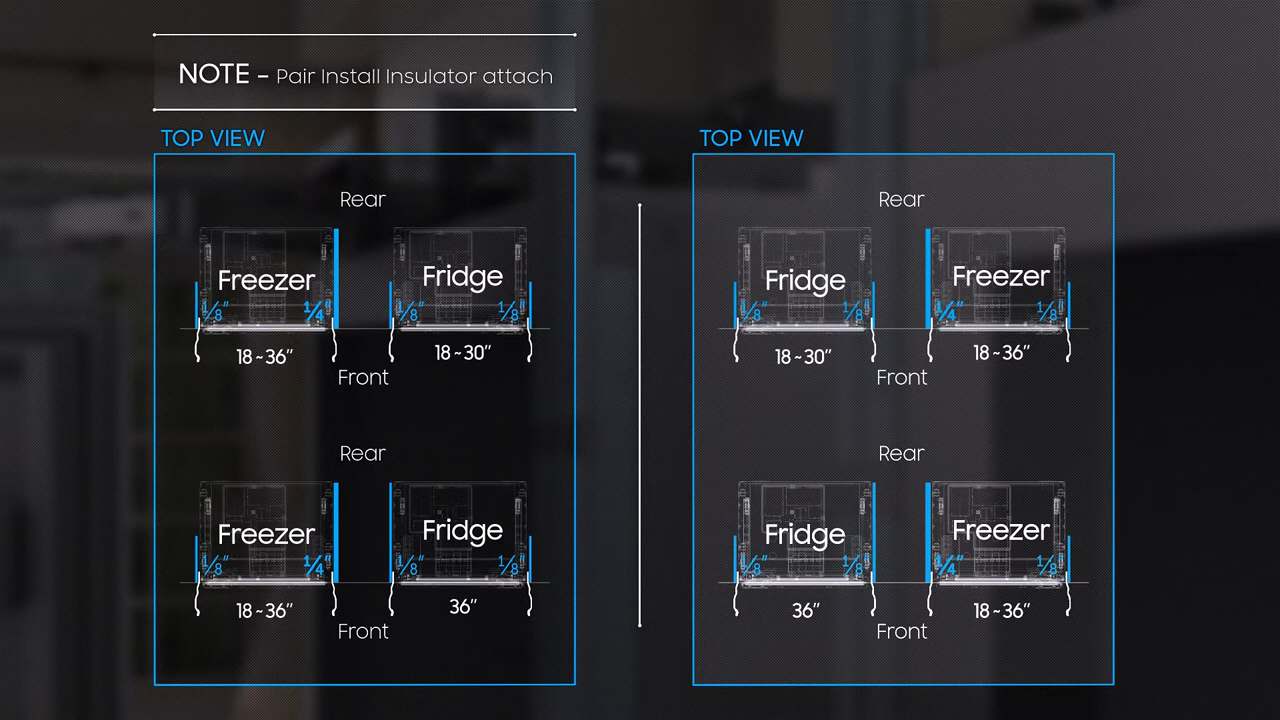 NOTE – Pair Install Insulator attach
TOP VIEW
Rear
Freezer
Fridge
1/8"
1/4"
1/8"
1/8"
18~36"
18~30"
Front
Rear
Freezer
Fridge
1/8"
1/4"
1/8"
1/8"
18~36"
36"
Front
TOP VIEW
Rear
Fridge
Freezer
1/8"
1/8"
1/4"
1/8"
18~30"
18~36"
Front
Rear
Fridge
Freezer
1/8"
1/8"
1/4"
1/8"
36"
18~36"
Front